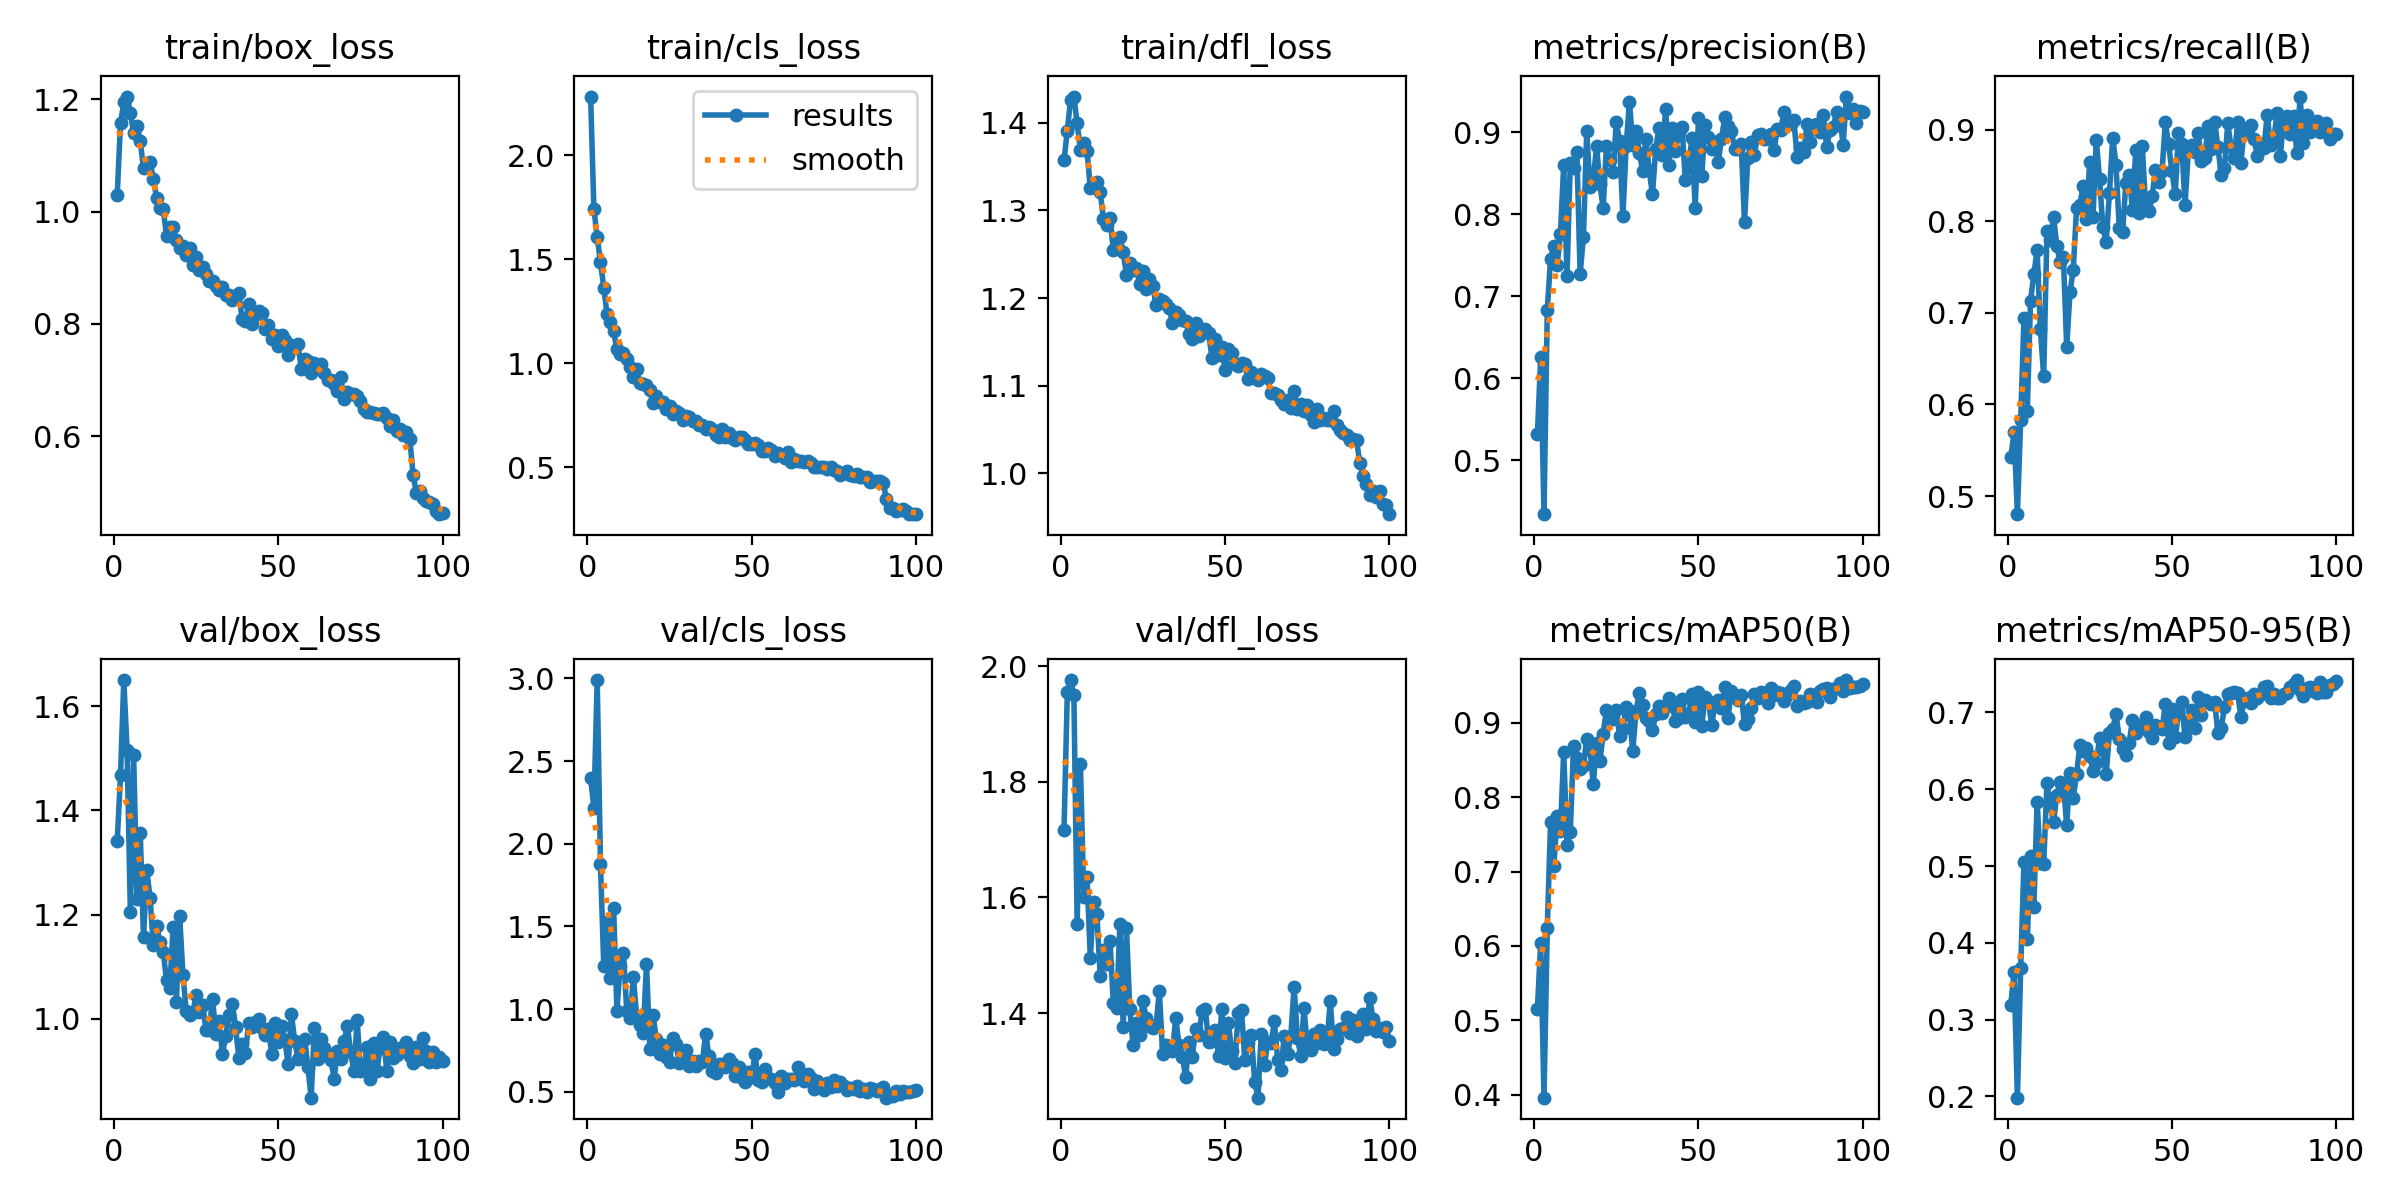 train/box_loss
1.2
1.0
0.8
0.6
0 50 100
train/cls_loss
results
smooth
2.0
1.5
1.0
0.5
0 50 100
train/dfl_loss
1.4
1.3
1.2
1.1
1.0
0 50 100
metrics/precision(B)
0.9
0.8
0.7
0.6
0.5
0 50 100
metrics/recall(B)
0.9
0.8
0.7
0.6
0.5
0 50 100
val/box_loss
1.6
1.4
1.2
1.0
0 50 100
val/cls_loss
3.0
2.5
2.0
1.5
1.0
0.5
0 50 100
val/dfl_loss
2.0
1.8
1.6
1.4
0 50 100
metrics/mAP50(B)
0.9
0.8
0.7
0.6
0.5
0.4
0 50 100
metrics/mAP50-95(B)
0.7
0.6
0.5
0.4
0.3
0.2
0 50 100